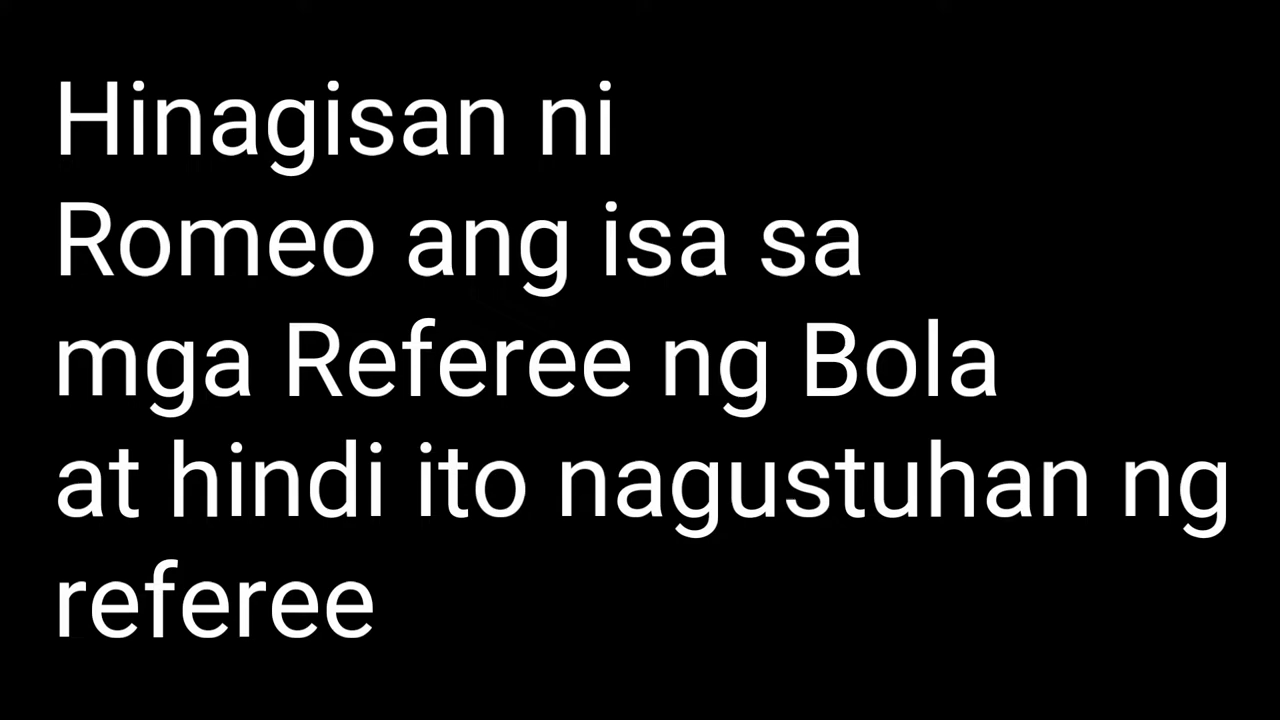 Hinagisan ni
Romeo ang isa sa
mga Referee ng Bola
at hindi ito nagustuhan ng
referee